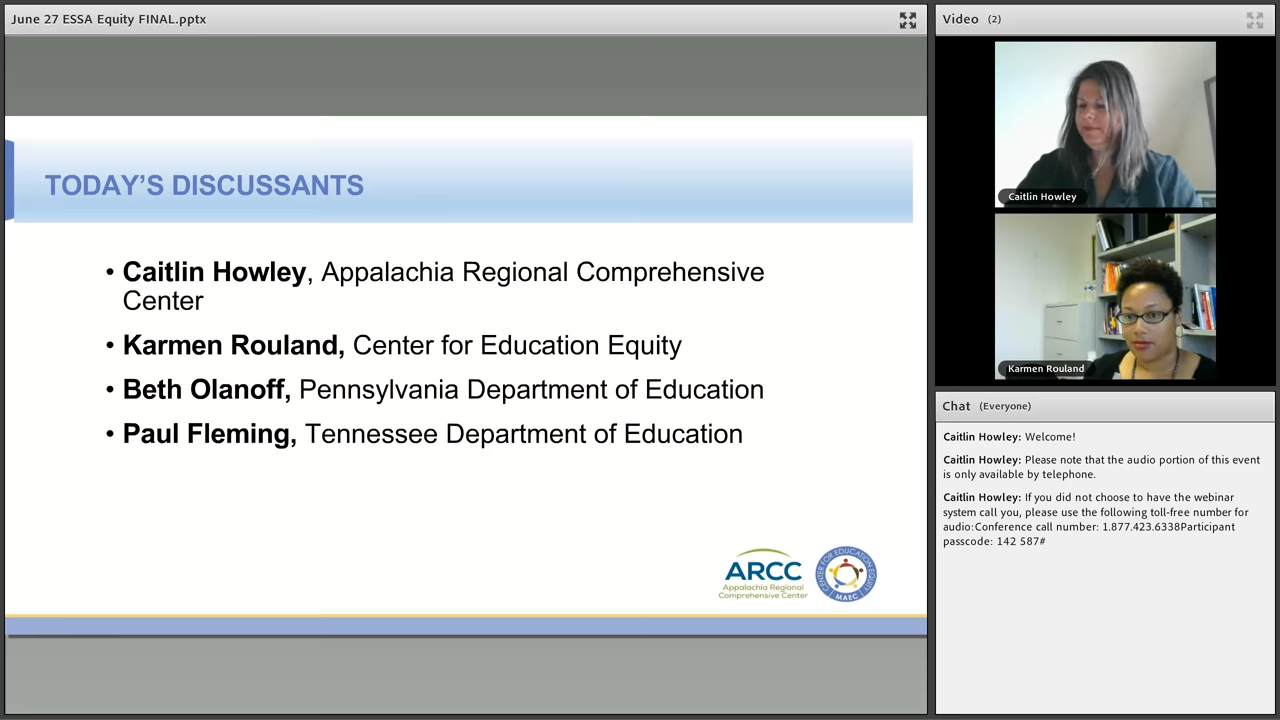 June 27 ESSA Equity FINAL.pptx
TODAY'S DISCUSSANTS
• Caitlin Howley, Appalachia Regional Comprehensive
Center
• Karmen Rouland, Center for Education Equity
• Beth Olanoff, Pennsylvania Department of Education
• Paul Fleming, Tennessee Department of Education
ARCC
Appalachia Regional
Comprehensive Center
CENTER FOR EDUCATION EQUITY
MAEC
Video (2)
Caitlin Howley
Karmen Rouland
Chat (Everyone)
Caitlin Howley: Welcome!
Caitlin Howley: Please note that the audio portion of this event
is only available by telephone.
Caitlin Howley: If you did not choose to have the webinar
system call you, please use the following toll-free number for
audio:Conference call number: 1.877.423.6338Participant
passcode: 142 587#